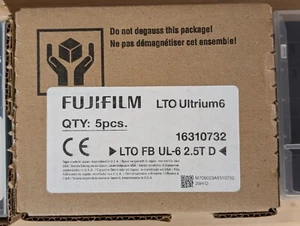 Do not degauss this package!
Ne pas démagnétiser cet ensemble!
FUJIFILM LTO Ultrium6
QTY: 5pcs.
16310732
CE ►LTO FB UL-6 2.5T D◄